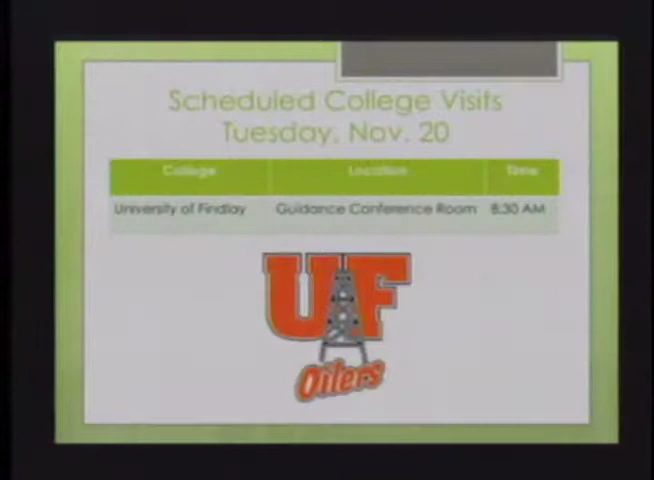 Scheduled College Visits
Tuesday, Nov. 20
College Location Time
University of Findlay Guidance Conference Room 8:30 AM
UF
Oilers